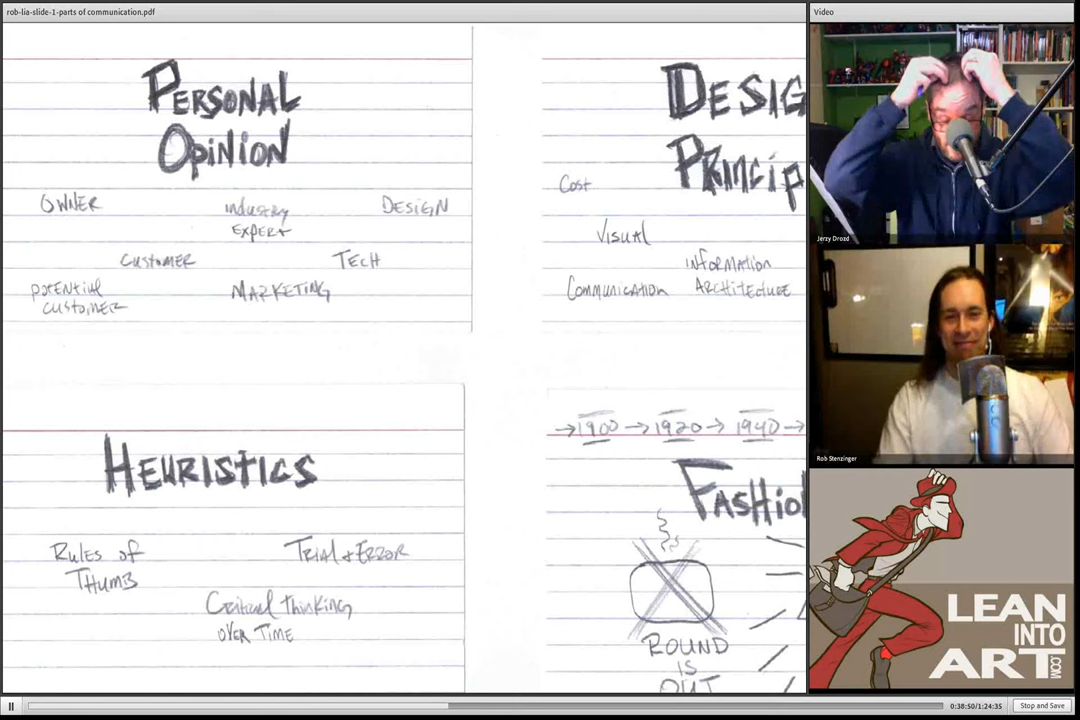 rob-lia-slide-1-parts of communication.pdf
Video
PERSONAL
OPINION
OWNER
INDUSTRY
EXPERT
DESIGN
CUSTOMER
TECH
POTENTIAL
CUSTOMER
MARKETING
DESIG
PRINCIP
Cost
VISUAL
INFORMATION
ARCHITECTURE
Communication
HEURISTICS
RULES OF
THUMB
TRIAL + ERROR
Critical thinking
OVER TIME
→1900→1920→1940→
FASHIO
ROUND
IS
OUT
Jerzy Drozd
Rob Stenzinger
LEAN
INTO
ART.COM
0:38:50/1:24:35
Stop and Save